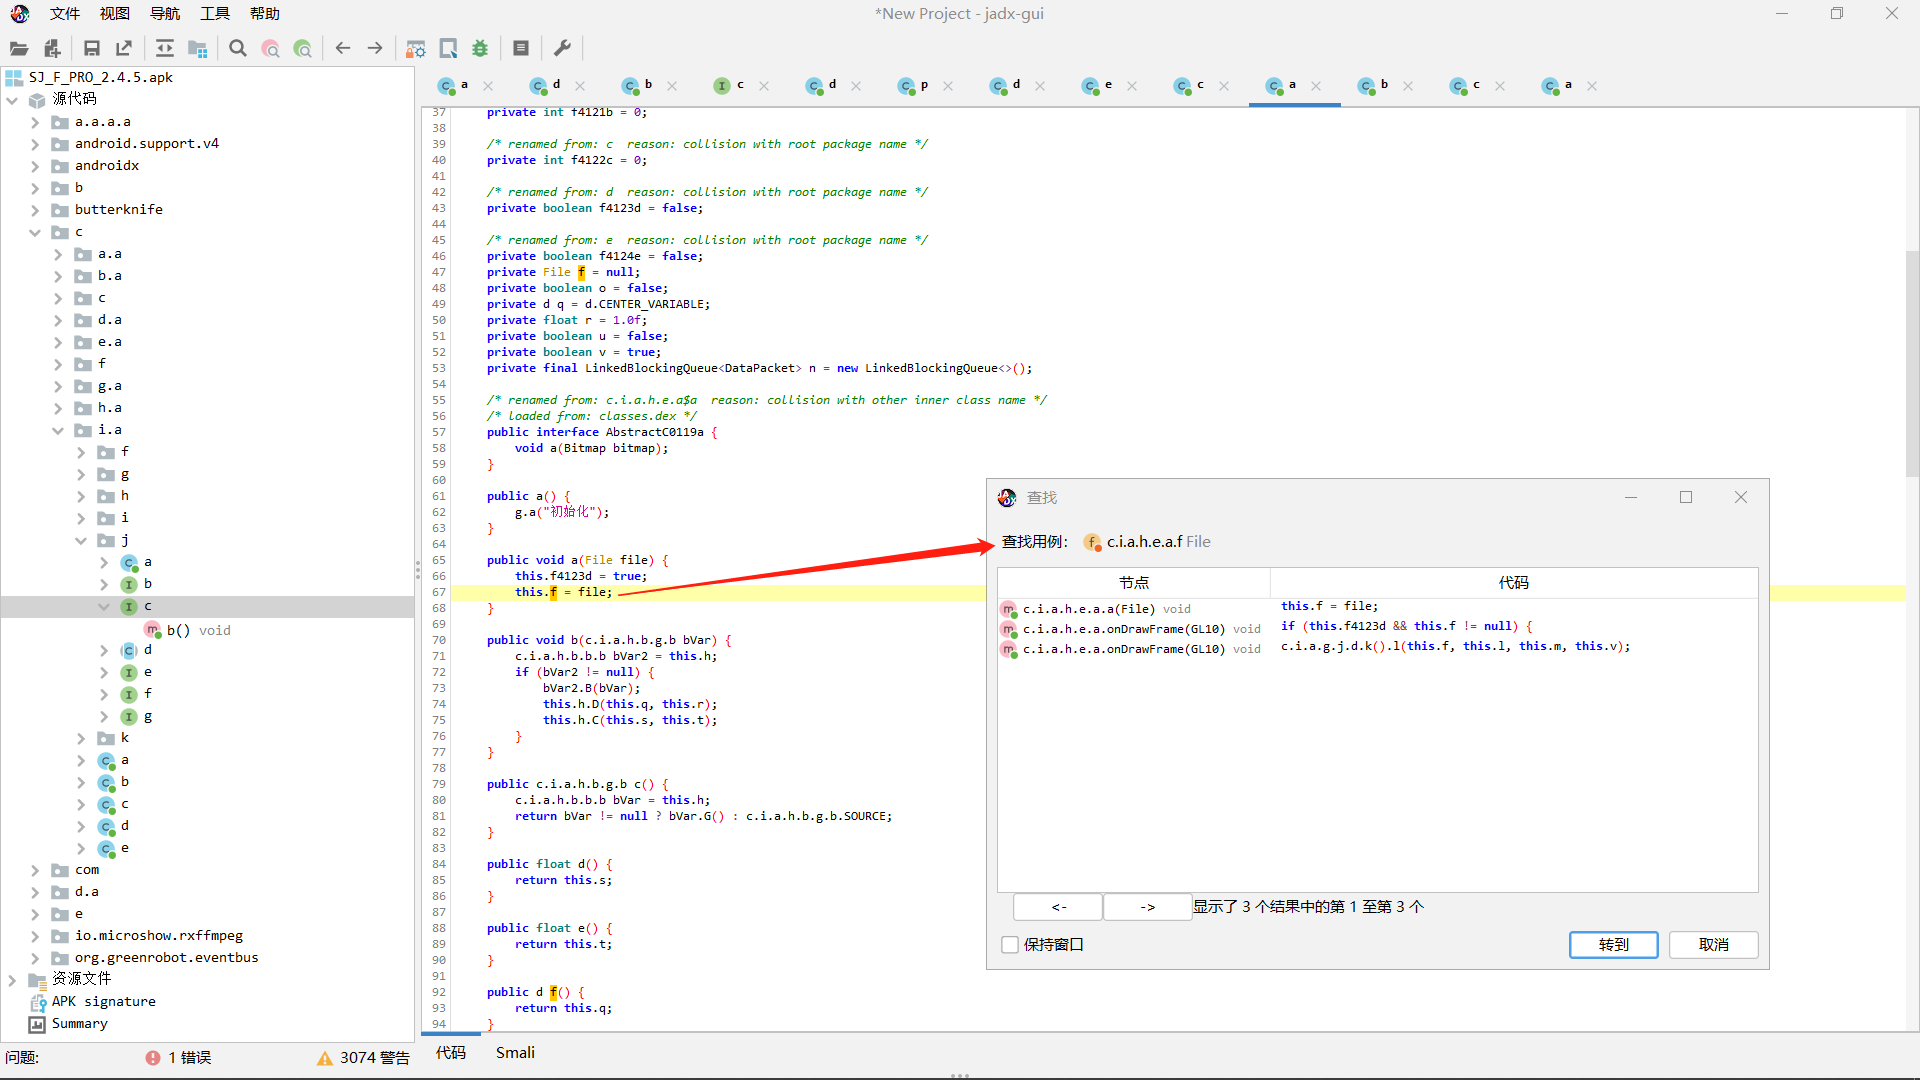 文件 视图 导航 工具 帮助
*New Project - jadx-gui
SJ_F_PRO_2.4.5.apk
源代码
a.a.a.a
android.support.v4
androidx
b
butterknife
c
a.a
b.a
c
d.a
e.a
f
g.a
h.a
i.a
f
g
h
i
j
a
b
c
b() void
d
e
f
g
k
a
b
c
d
e
com
d.a
e
io.microshow.rxffmpeg
org.greenrobot.eventbus
资源文件
APK signature
Summary
问题: 1 错误 3074 警告
a d b c d p d e c a b c a
37 private int f4121b = 0;
38
39 /* renamed from: c  reason: collision with root package name */
40 private int f4122c = 0;
41
42 /* renamed from: d  reason: collision with root package name */
43 private boolean f4123d = false;
44
45 /* renamed from: e  reason: collision with root package name */
46 private boolean f4124e = false;
47 private File f = null;
48 private boolean o = false;
49 private d q = d.CENTER_VARIABLE;
50 private float r = 1.0f;
51 private boolean u = false;
52 private boolean v = true;
53 private final LinkedBlockingQueue<DataPacket> n = new LinkedBlockingQueue<>();
54
55 /* renamed from: c.i.a.h.e.a$a  reason: collision with other inner class name */
56 /* loaded from: classes.dex */
57 public interface AbstractC0119a {
58 void a(Bitmap bitmap);
59 }
60
61 public a() {
62 g.a("初始化");
63 }
64
65 public void a(File file) {
66 this.f4123d = true;
67 this.f = file;
68 }
69
70 public void b(c.i.a.h.b.g.b bVar) {
71 c.i.a.h.b.b.b bVar2 = this.h;
72 if (bVar2 != null) {
73 bVar2.B(bVar);
74 this.h.D(this.q, this.r);
75 this.h.C(this.s, this.t);
76 }
77 }
78
79 public c.i.a.h.b.g.b c() {
80 c.i.a.h.b.b.b bVar = this.h;
81 return bVar != null ? bVar.G() : c.i.a.h.b.g.b.SOURCE;
82 }
83
84 public float d() {
85 return this.s;
86 }
87
88 public float e() {
89 return this.t;
90 }
91
92 public d f() {
93 return this.q;
94 }
代码 Smali
查找
查找用例: f c.i.a.h.e.a.f File
节点 代码
c.i.a.h.e.a.a(File) void this.f = file;
c.i.a.h.e.a.onDrawFrame(GL10) void if (this.f4123d && this.f != null) {
c.i.a.h.e.a.onDrawFrame(GL10) void c.i.a.g.j.d.k().l(this.f, this.l, this.m, this.v);
<- -> 显示了 3 个结果中的第 1 至第 3 个
保持窗口
转到 取消